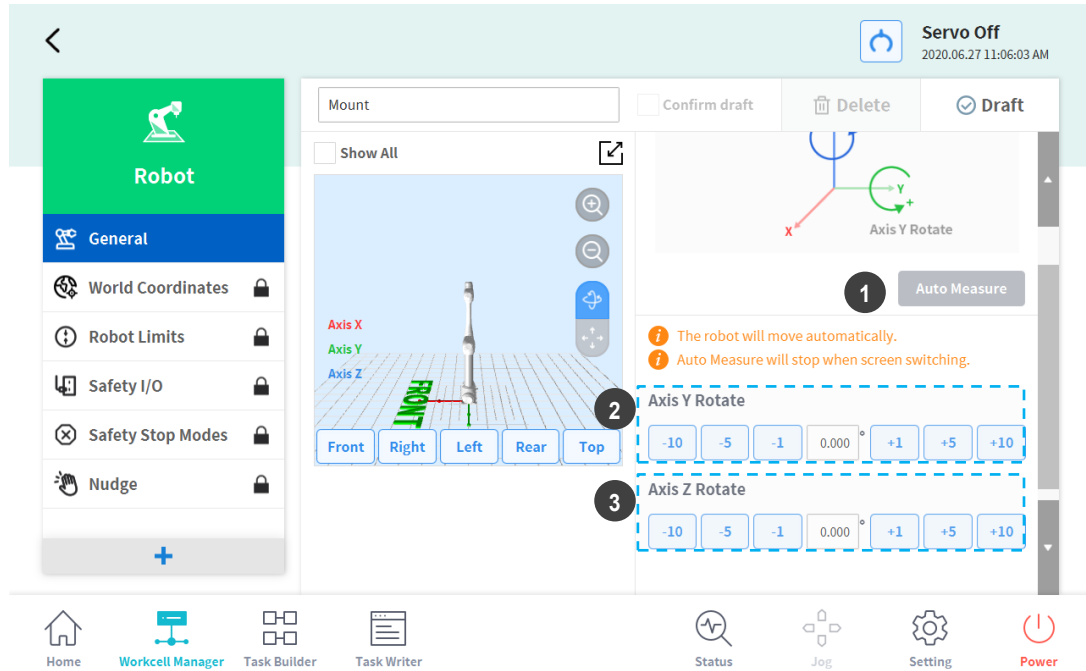 Servo Off
2020.06.27 11:06:03 AM
Robot
General
World Coordinates
Robot Limits
Safety I/O
Safety Stop Modes
Nudge
+
Mount
Confirm draft
Delete
Draft
Show All
Axis X
Axis Y
Axis Z
FRONT
Front Right Left Rear Top
Y
+
X
Axis Y Rotate
1
Auto Measure
i The robot will move automatically.
i Auto Measure will stop when screen switching.
2
Axis Y Rotate
-10 -5 -1 0.000 ° +1 +5 +10
3
Axis Z Rotate
-10 -5 -1 0.000 ° +1 +5 +10
Home Workcell Manager Task Builder Task Writer Status Jog Setting Power